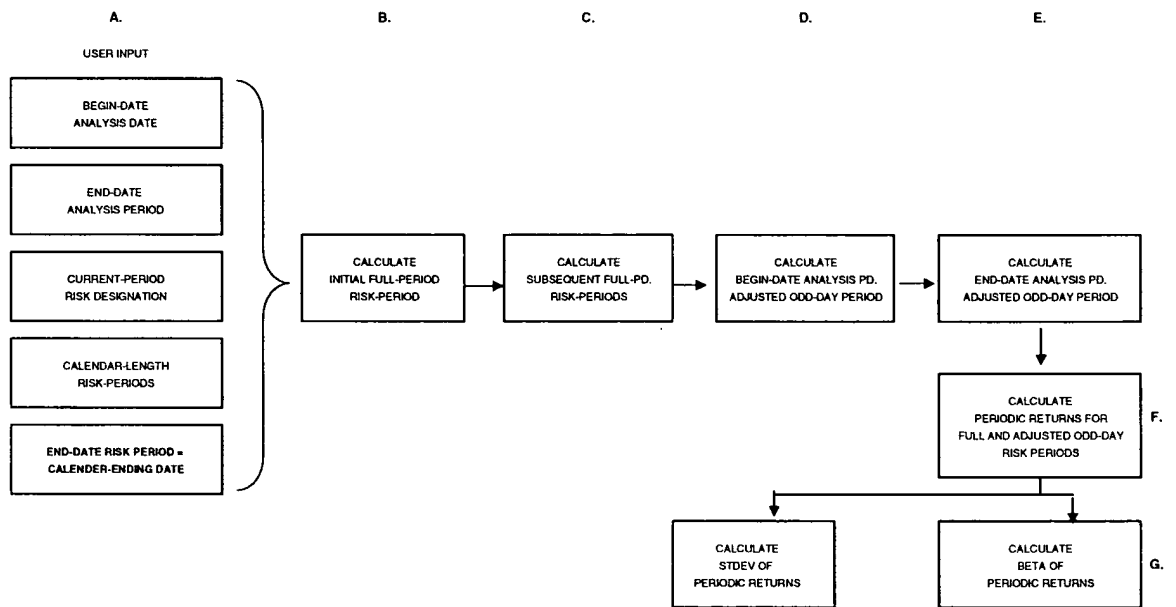 A.
B.
C.
D.
E.
USER INPUT
BEGIN-DATE
ANALYSIS DATE
END-DATE
ANALYSIS PERIOD
CURRENT-PERIOD
RISK DESIGNATION
CALENDAR-LENGTH
RISK-PERIODS
END-DATE RISK PERIOD =
CALENDER-ENDING DATE
CALCULATE
INITIAL FULL-PERIOD
RISK-PERIOD
CALCULATE
SUBSEQUENT FULL-PD.
RISK-PERIODS
CALCULATE
BEGIN-DATE ANALYSIS PD.
ADJUSTED ODD-DAY PERIOD
CALCULATE
END-DATE ANALYSIS PD.
ADJUSTED ODD-DAY PERIOD
CALCULATE
PERIODIC RETURNS FOR
FULL AND ADJUSTED ODD-DAY
RISK PERIODS
F.
CALCULATE
STDEV OF
PERIODIC RETURNS
CALCULATE
BETA OF
PERIODIC RETURNS
G.